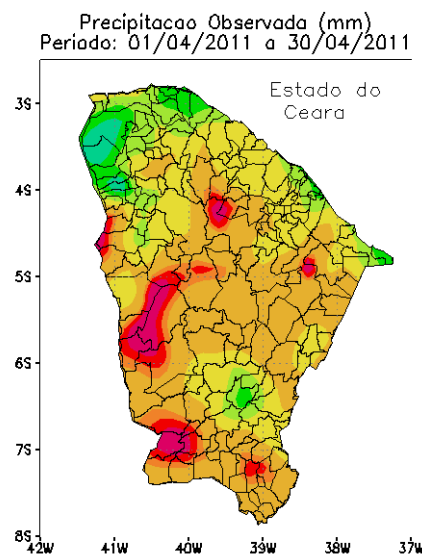 Precipitacao Observada (mm)
Periodo: 01/04/2011 a 30/04/2011
Estado do
Ceara
3S
4S
5S
6S
7S
8S
42W 41W 40W 39W 38W 37W